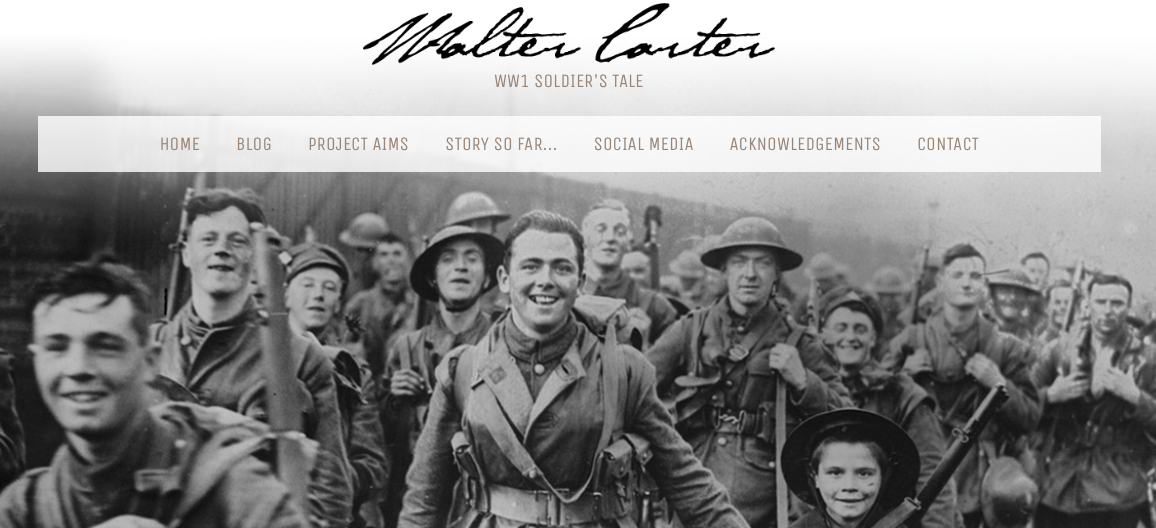 Walter Carter
WW1 SOLDIER'S TALE
HOME BLOG PROJECT AIMS STORY SO FAR... SOCIAL MEDIA ACKNOWLEDGEMENTS CONTACT